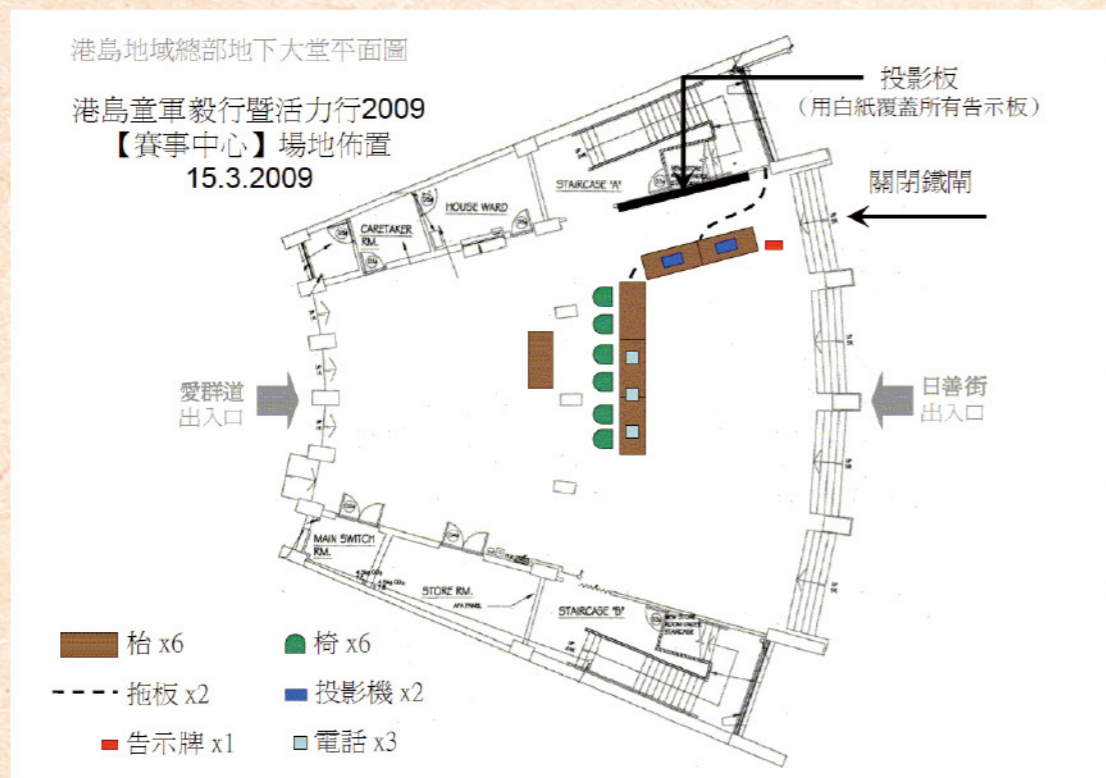 港島地域總部地下大堂平面圖
港島童軍毅行暨活力行2009
【賽事中心】場地佈置
15.3.2009
投影板
（用白紙覆蓋所有告示板）
關閉鐵閘
STAIRCASE "A"
HOUSE WARD
CARETAKER
RM.
愛群道
出入口
日善街
出入口
MAIN SWITCH
RM.
STORE RM.
STAIRCASE "B"
枱 x6
椅 x6
拖板 x2
投影機 x2
告示牌 x1
電話 x3